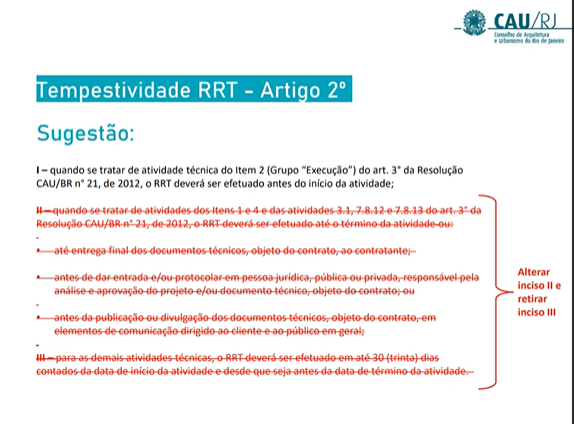 CAU/RJ
Conselho de Arquitetura
e Urbanismo do Rio de Janeiro
Tempestividade RRT - Artigo 2º
Sugestão:
I – quando se tratar de atividade técnica do Item 2 (Grupo “Execução”) do art. 3° da Resolução
CAU/BR n° 21, de 2012, o RRT deverá ser efetuado antes do início da atividade;
II – quando se tratar de atividades dos Itens 1 e 4 e das atividades 3.1, 7.8.12 e 7.8.13 do art. 3° da
Resolução CAU/BR n° 21, de 2012, o RRT deverá ser efetuado até o término da atividade ou:
• até entrega final dos documentos técnicos, objeto do contrato, ao contratante;
• antes de dar entrada e/ou protocolar em pessoa jurídica, pública ou privada, responsável pela
análise e aprovação do projeto e/ou documento técnico, objeto do contrato; ou
• antes da publicação ou divulgação dos documentos técnicos, objeto do contrato, em
elementos de comunicação dirigido ao cliente e ao público em geral;
III – para as demais atividades técnicas, o RRT deverá ser efetuado em até 30 (trinta) dias
contados da data de início da atividade e desde que seja antes da data de término da atividade.
Alterar
inciso II e
retirar
inciso III